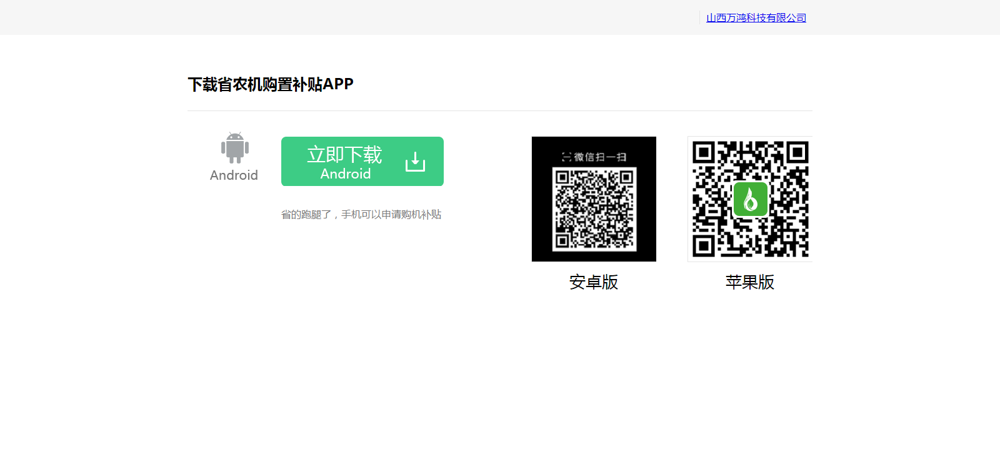 山西万鸿科技有限公司
下载省农机购置补贴APP
Android
立即下载
Android
省的跑腿了，手机可以申请购机补贴
微信扫一扫
安卓版
苹果版